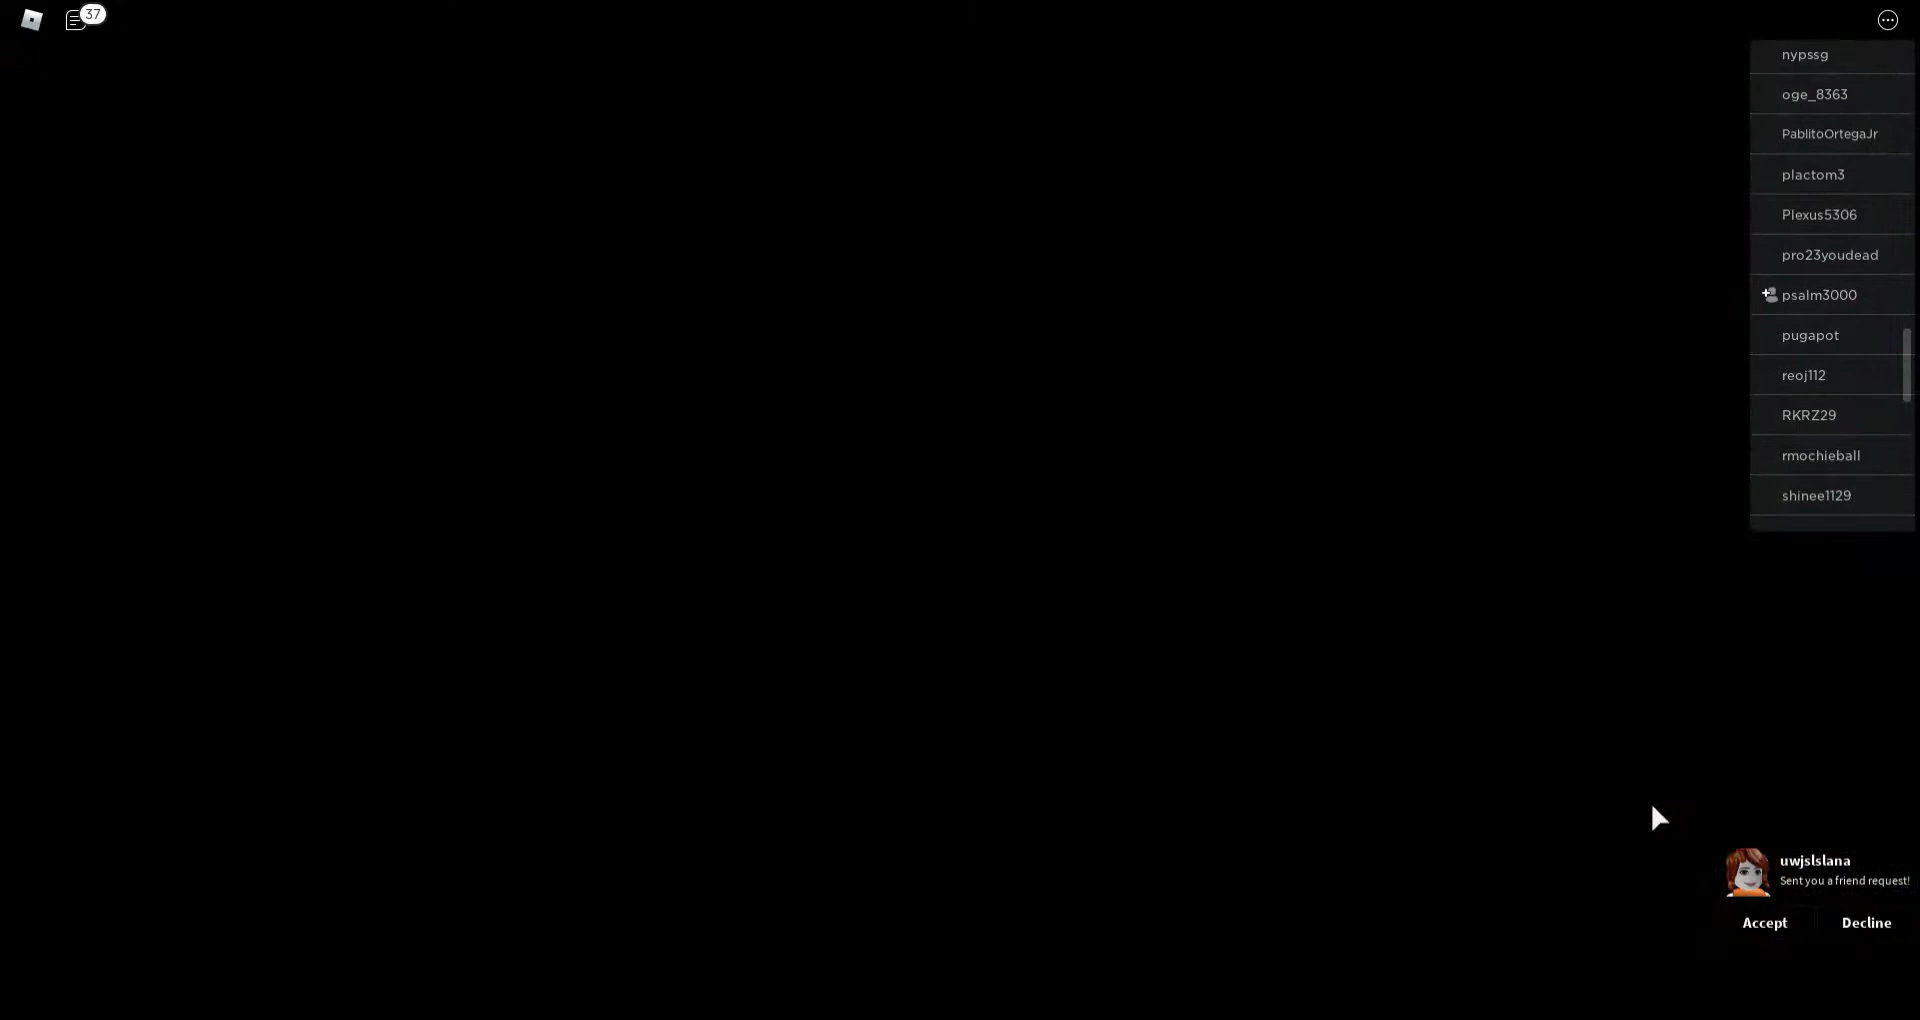 37
nypssg
oge_8363
PablitoOrtegaJr
plactom3
Plexus5306
pro23youdead
psalm3000
pugapot
reoj112
RKRZ29
rmochieball
shinee1129
uwjslslana
Sent you a friend request!
Accept Decline